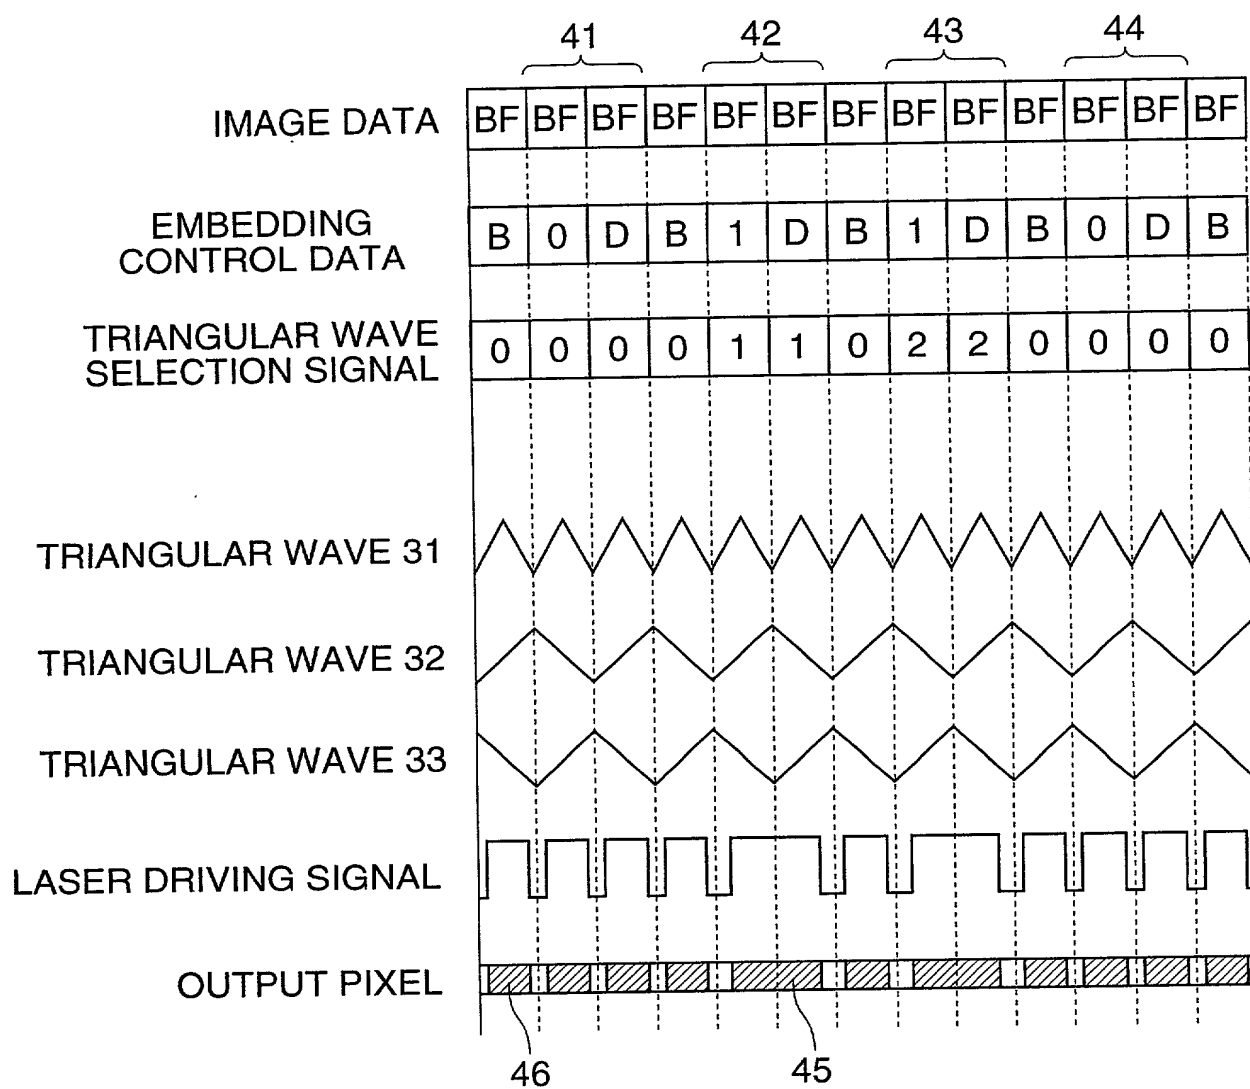 41 42 43 44
IMAGE DATA BF BF BF BF BF BF BF BF BF BF BF BF BF
EMBEDDING
CONTROL DATA B 0 D B 1 D B 1 D B 0 D B
TRIANGULAR WAVE
SELECTION SIGNAL 0 0 0 0 1 1 0 2 2 0 0 0 0
TRIANGULAR WAVE 31
TRIANGULAR WAVE 32
TRIANGULAR WAVE 33
LASER DRIVING SIGNAL
OUTPUT PIXEL
46 45